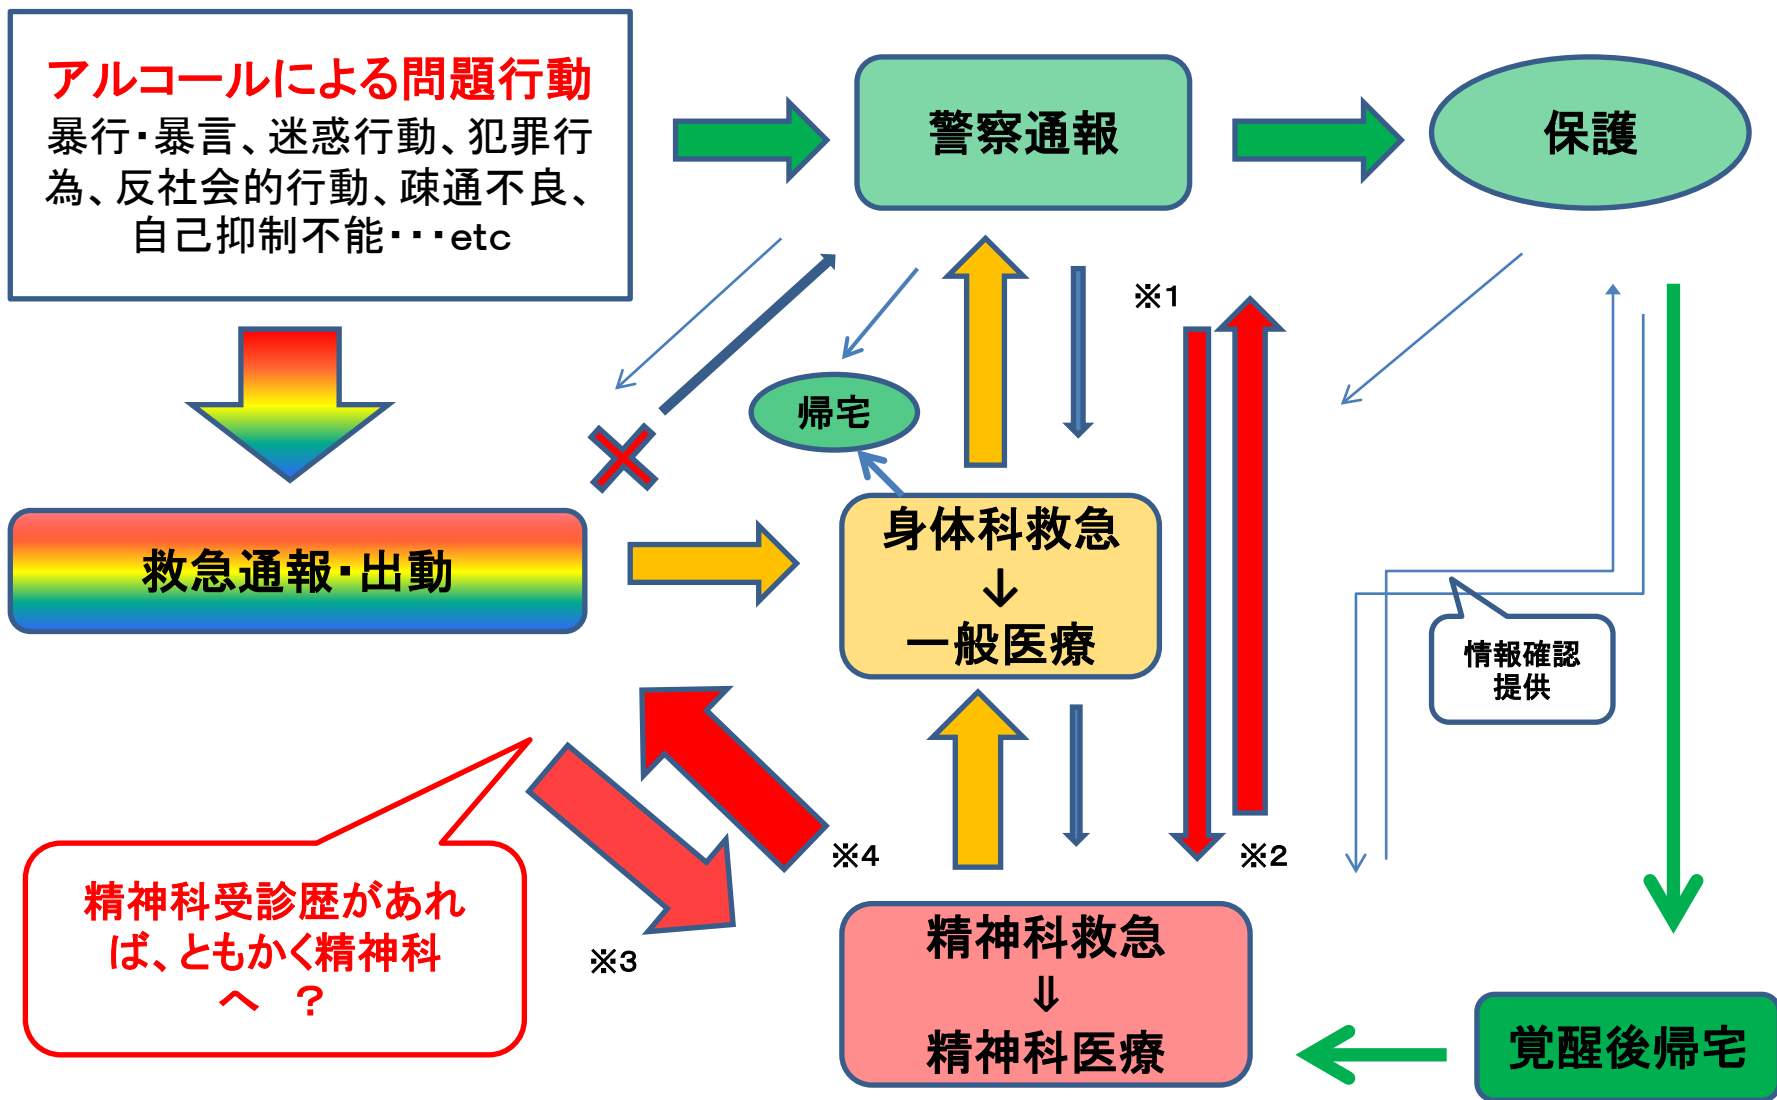 アルコールによる問題行動
暴行・暴言、迷惑行動、犯罪行
為、反社会的行動、疎通不良、
自己抑制不能・・・etc
警察通報
保護
※1
帰宅
救急通報・出動
身体科救急
↓
一般医療
情報確認
提供
※2
※4
※3
精神科受診歴があれ
ば、ともかく精神科
へ　？
精神科救急
⇓
精神科医療
覚醒後帰宅